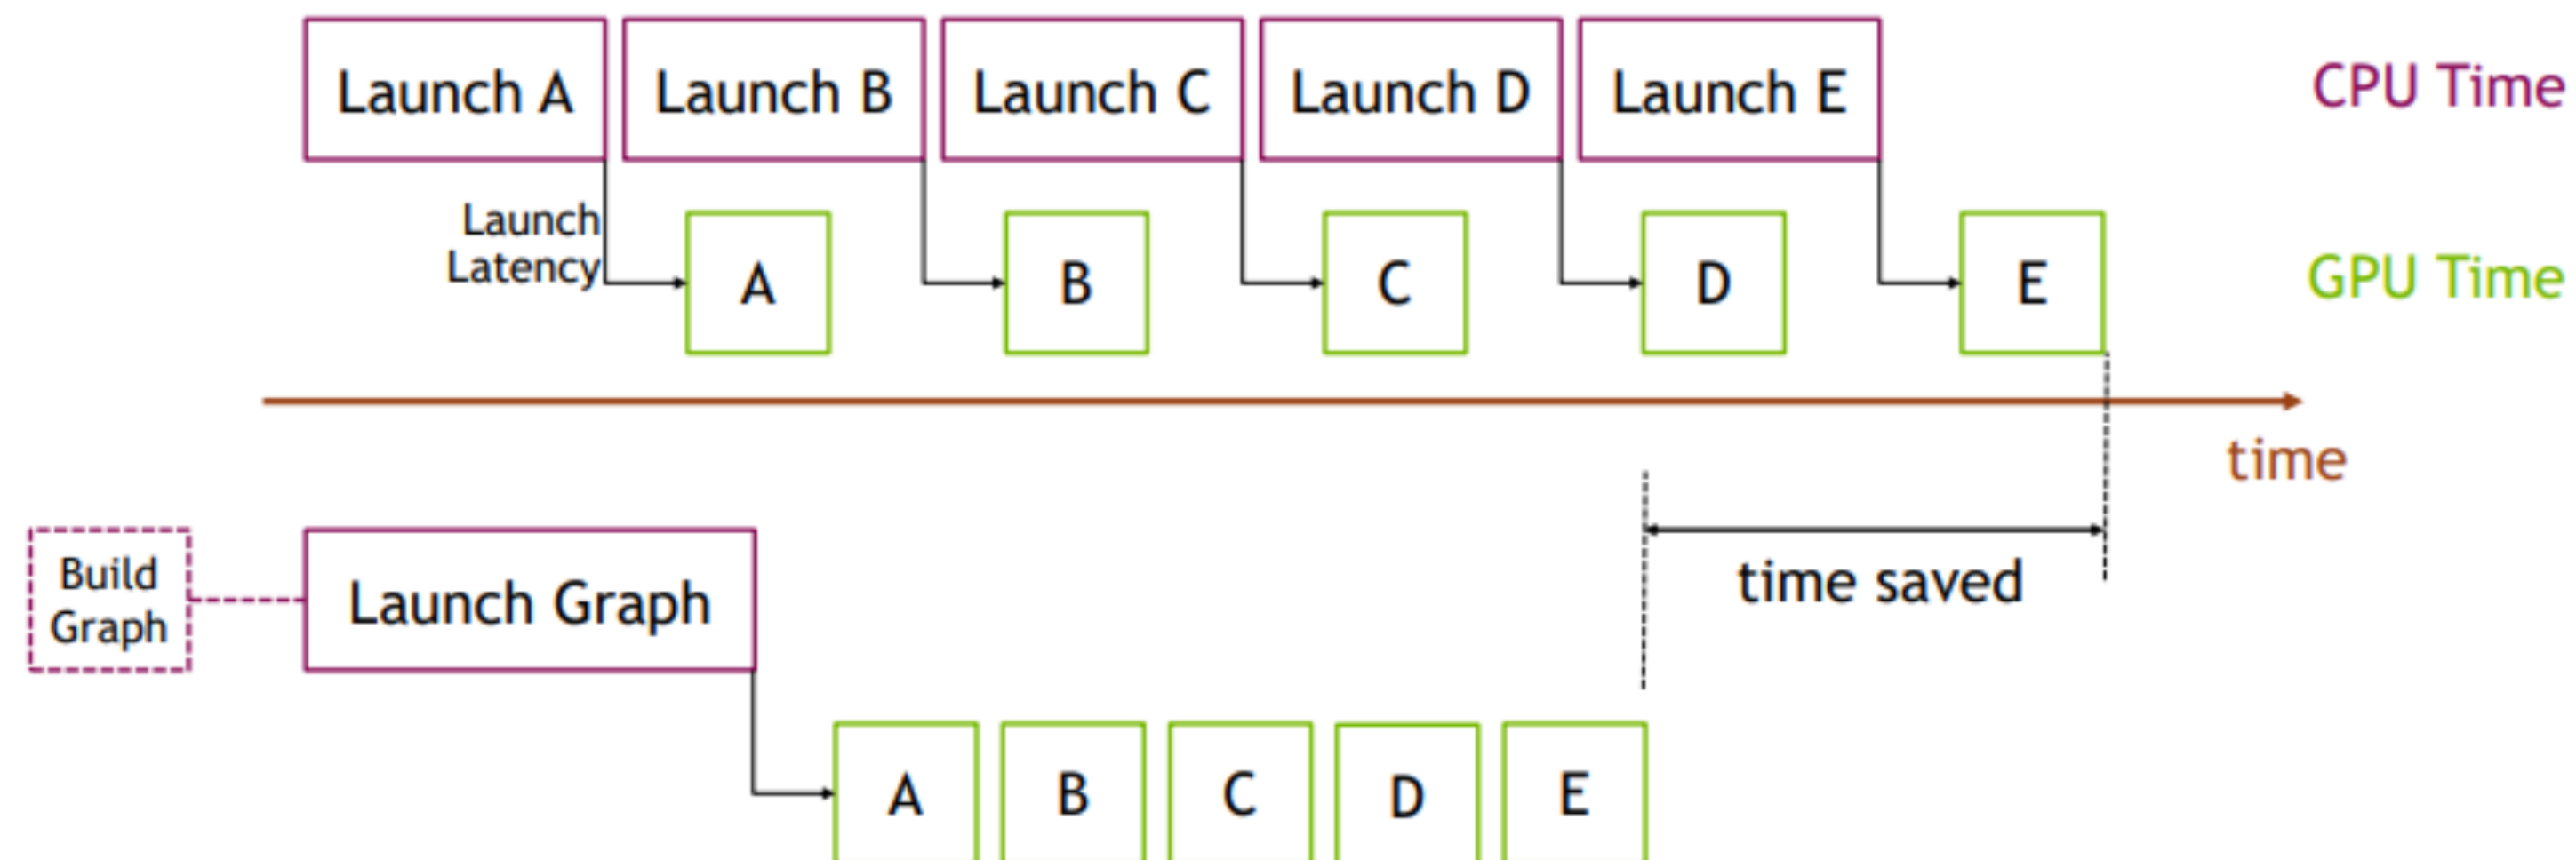 Launch A
Launch B
Launch C
Launch D
Launch E
CPU Time
Launch
Latency
A
B
C
D
E
GPU Time
time
time saved
Build
Graph
Launch Graph
A
B
C
D
E